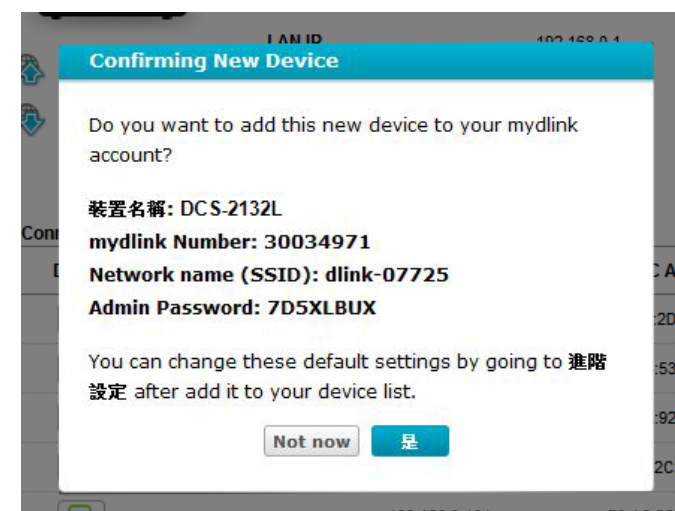 LAN IP 192.168.0.1
Confirming New Device
Do you want to add this new device to your mydlink
account?
裝置名稱: DCS-2132L
mydlink Number: 30034971
Network name (SSID): dlink-07725
Admin Password: 7D5XLBUX
You can change these default settings by going to 進階
設定 after add it to your device list.
Not now 是